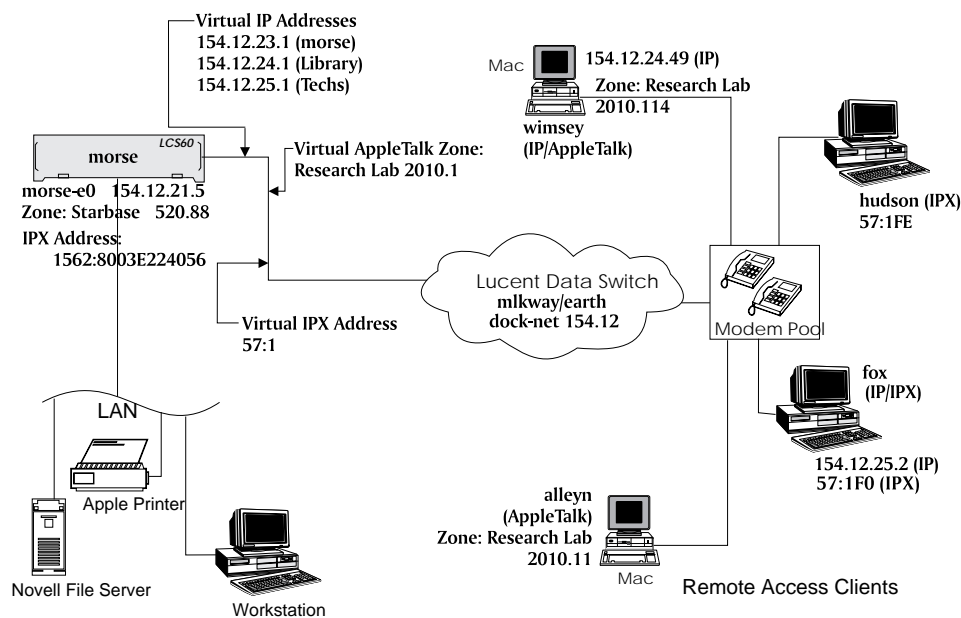 Virtual IP Addresses
154.12.23.1 (morse)
154.12.24.1 (Library)
154.12.25.1 (Techs)
LCS60
morse
morse-e0 154.12.21.5
Zone: Starbase 520.88
IPX Address:
1562:8003E224056
Virtual AppleTalk Zone:
Research Lab 2010.1
Virtual IPX Address
57:1
Mac
154.12.24.49 (IP)
Zone: Research Lab
2010.114
wimsey
(IP/AppleTalk)
hudson (IPX)
57:1FE
Lucent Data Switch
mlkway/earth
dock-net 154.12
Modem Pool
fox
(IP/IPX)
154.12.25.2 (IP)
57:1F0 (IPX)
LAN
Apple Printer
Novell File Server
Workstation
alleyn
(AppleTalk)
Zone: Research Lab
2010.11
Mac
Remote Access Clients